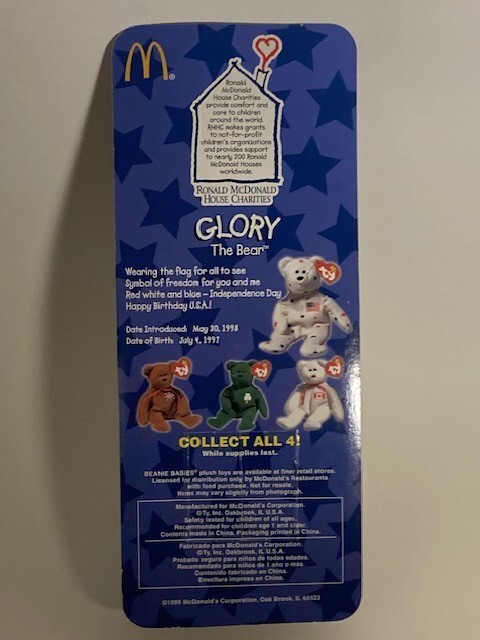 Ronald
McDonald
House Charities
provide comfort and
care to children
around the world.
RMHC makes grants
to not-for-profit
children's organizations
and provides support
to nearly 200 Ronald
McDonald Houses
worldwide.
RONALD MCDONALD
HOUSE CHARITIES
GLORY
The Bear™
Wearing the flag for all to see
Symbol of freedom for you and me
Red white and blue - Independence Day
Happy Birthday U.S.A.!
Date Introduced: May 30, 1998
Date of Birth: July 4, 1997
ty
ty
ty
ty
COLLECT ALL 4!
While supplies last.
BEANIE BABIES® plush toys are available at finer retail stores.
Licensed for distribution only by McDonald's Restaurants
with food purchase. Not for resale.
Items may vary slightly from photograph.
Manufactured for McDonald's Corporation.
©Ty, Inc. Oakbrook, IL U.S.A.
Safety tested for children of all ages.
Recommended for children age 1 and older.
Contents made in China. Packaging printed in China.
Fabricado para McDonald's Corporation.
©Ty, Inc. Oakbrook, IL U.S.A.
Probado seguro para niños de todas edades.
Recomendado para niños de 1 año o más.
Contenido fabricado en China.
Envoltura impresa en China.
©1999 McDonald's Corporation, Oak Brook, IL 60523